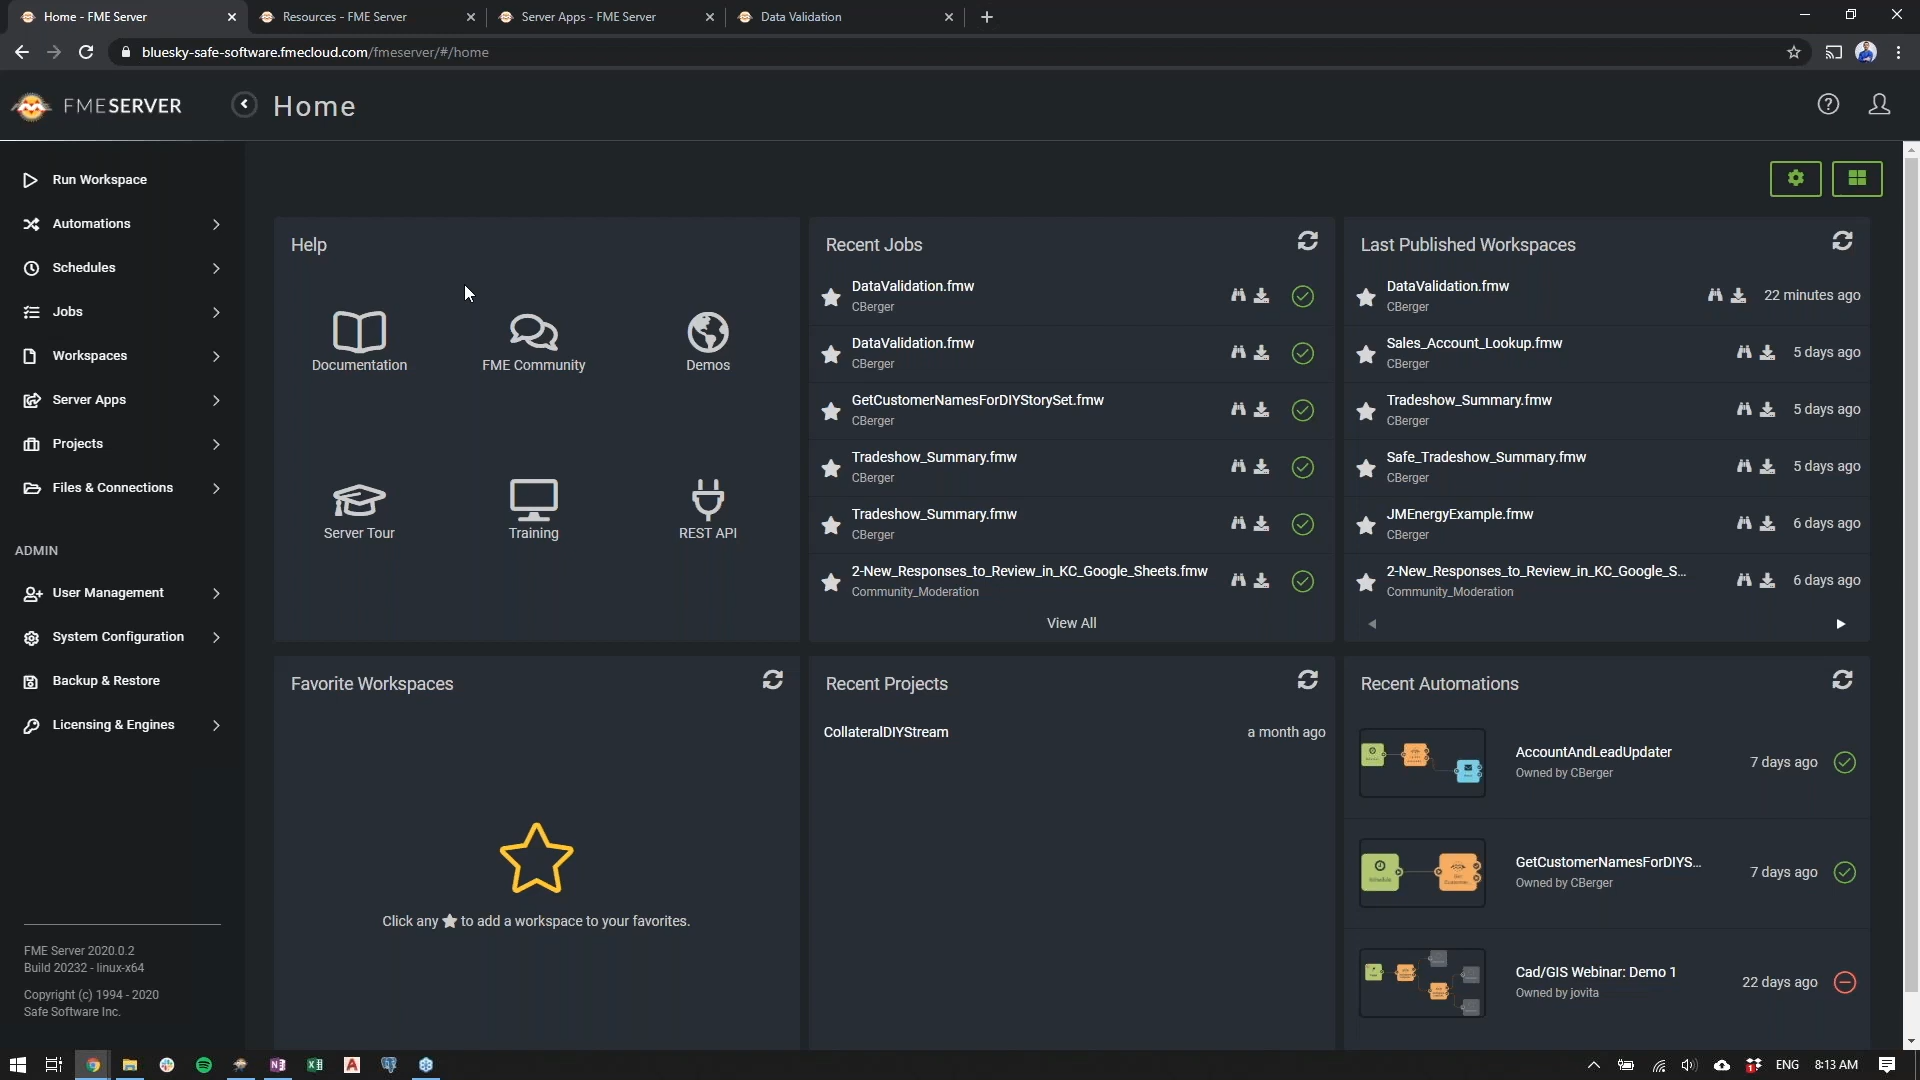 Home - FME Server
Resources - FME Server
Server Apps - FME Server
Data Validation
bluesky-safe-software.fmecloud.com/fmeserver/#/home
FMESERVER
Home
Run Workspace
Automations
Schedules
Jobs
Workspaces
Server Apps
Projects
Files & Connections
ADMIN
User Management
System Configuration
Backup & Restore
Licensing & Engines
FME Server 2020.0.2
Build 20232 - linux-x64
Copyright (c) 1994 - 2020
Safe Software Inc.
Help
Documentation
FME Community
Demos
Server Tour
Training
REST API
Recent Jobs
DataValidation.fmw
CBerger
DataValidation.fmw
CBerger
GetCustomerNamesForDIYStorySet.fmw
CBerger
Tradeshow_Summary.fmw
CBerger
Tradeshow_Summary.fmw
CBerger
2-New_Responses_to_Review_in_KC_Google_Sheets.fmw
Community_Moderation
View All
Last Published Workspaces
DataValidation.fmw
CBerger
22 minutes ago
Sales_Account_Lookup.fmw
CBerger
5 days ago
Tradeshow_Summary.fmw
CBerger
5 days ago
Safe_Tradeshow_Summary.fmw
CBerger
5 days ago
JMEnergyExample.fmw
CBerger
6 days ago
2-New_Responses_to_Review_in_KC_Google_S...
Community_Moderation
6 days ago
Favorite Workspaces
Click any ★ to add a workspace to your favorites.
Recent Projects
CollateralDIYStream
a month ago
Recent Automations
AccountAndLeadUpdater
Owned by CBerger
7 days ago
GetCustomerNamesForDIYS...
Owned by CBerger
7 days ago
Cad/GIS Webinar: Demo 1
Owned by jovita
22 days ago
ENG
8:13 AM